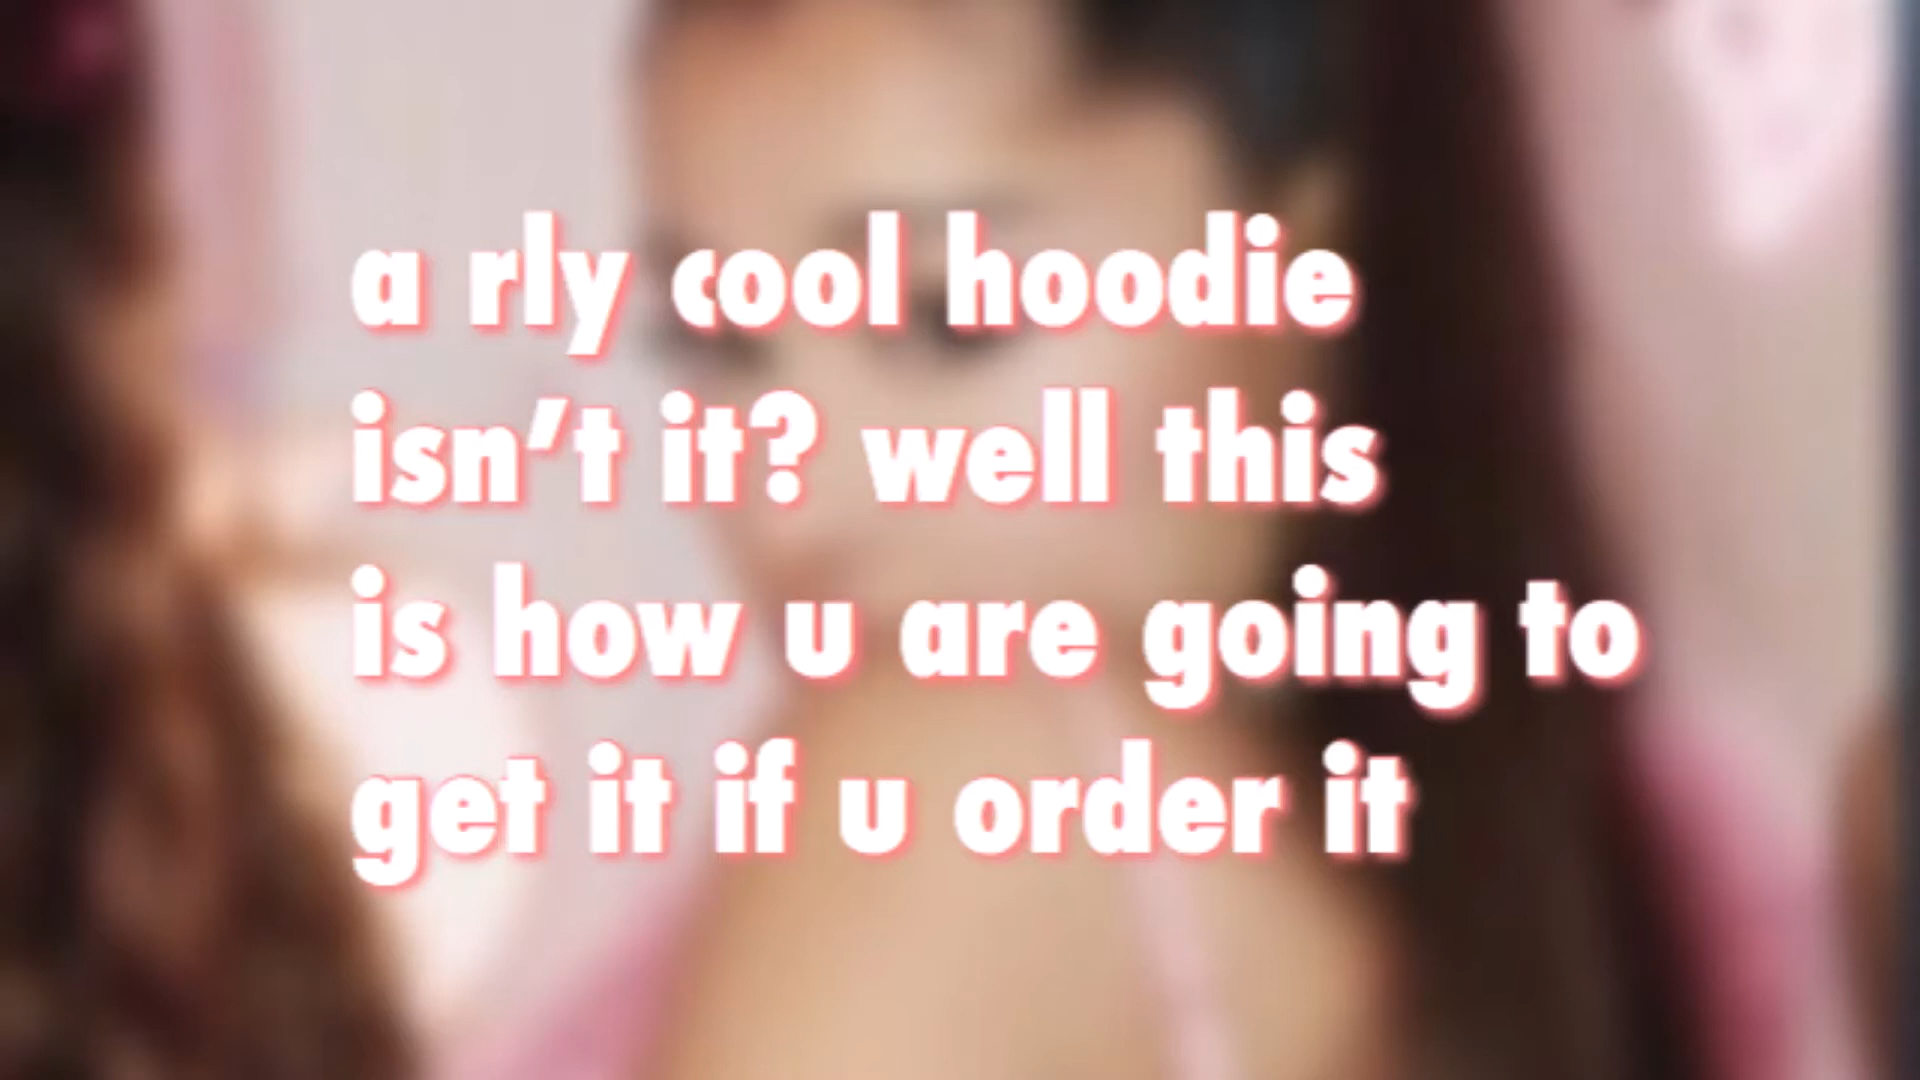 a rly cool hoodie
isn’t it? well this
is how u are going to
get it if u order it